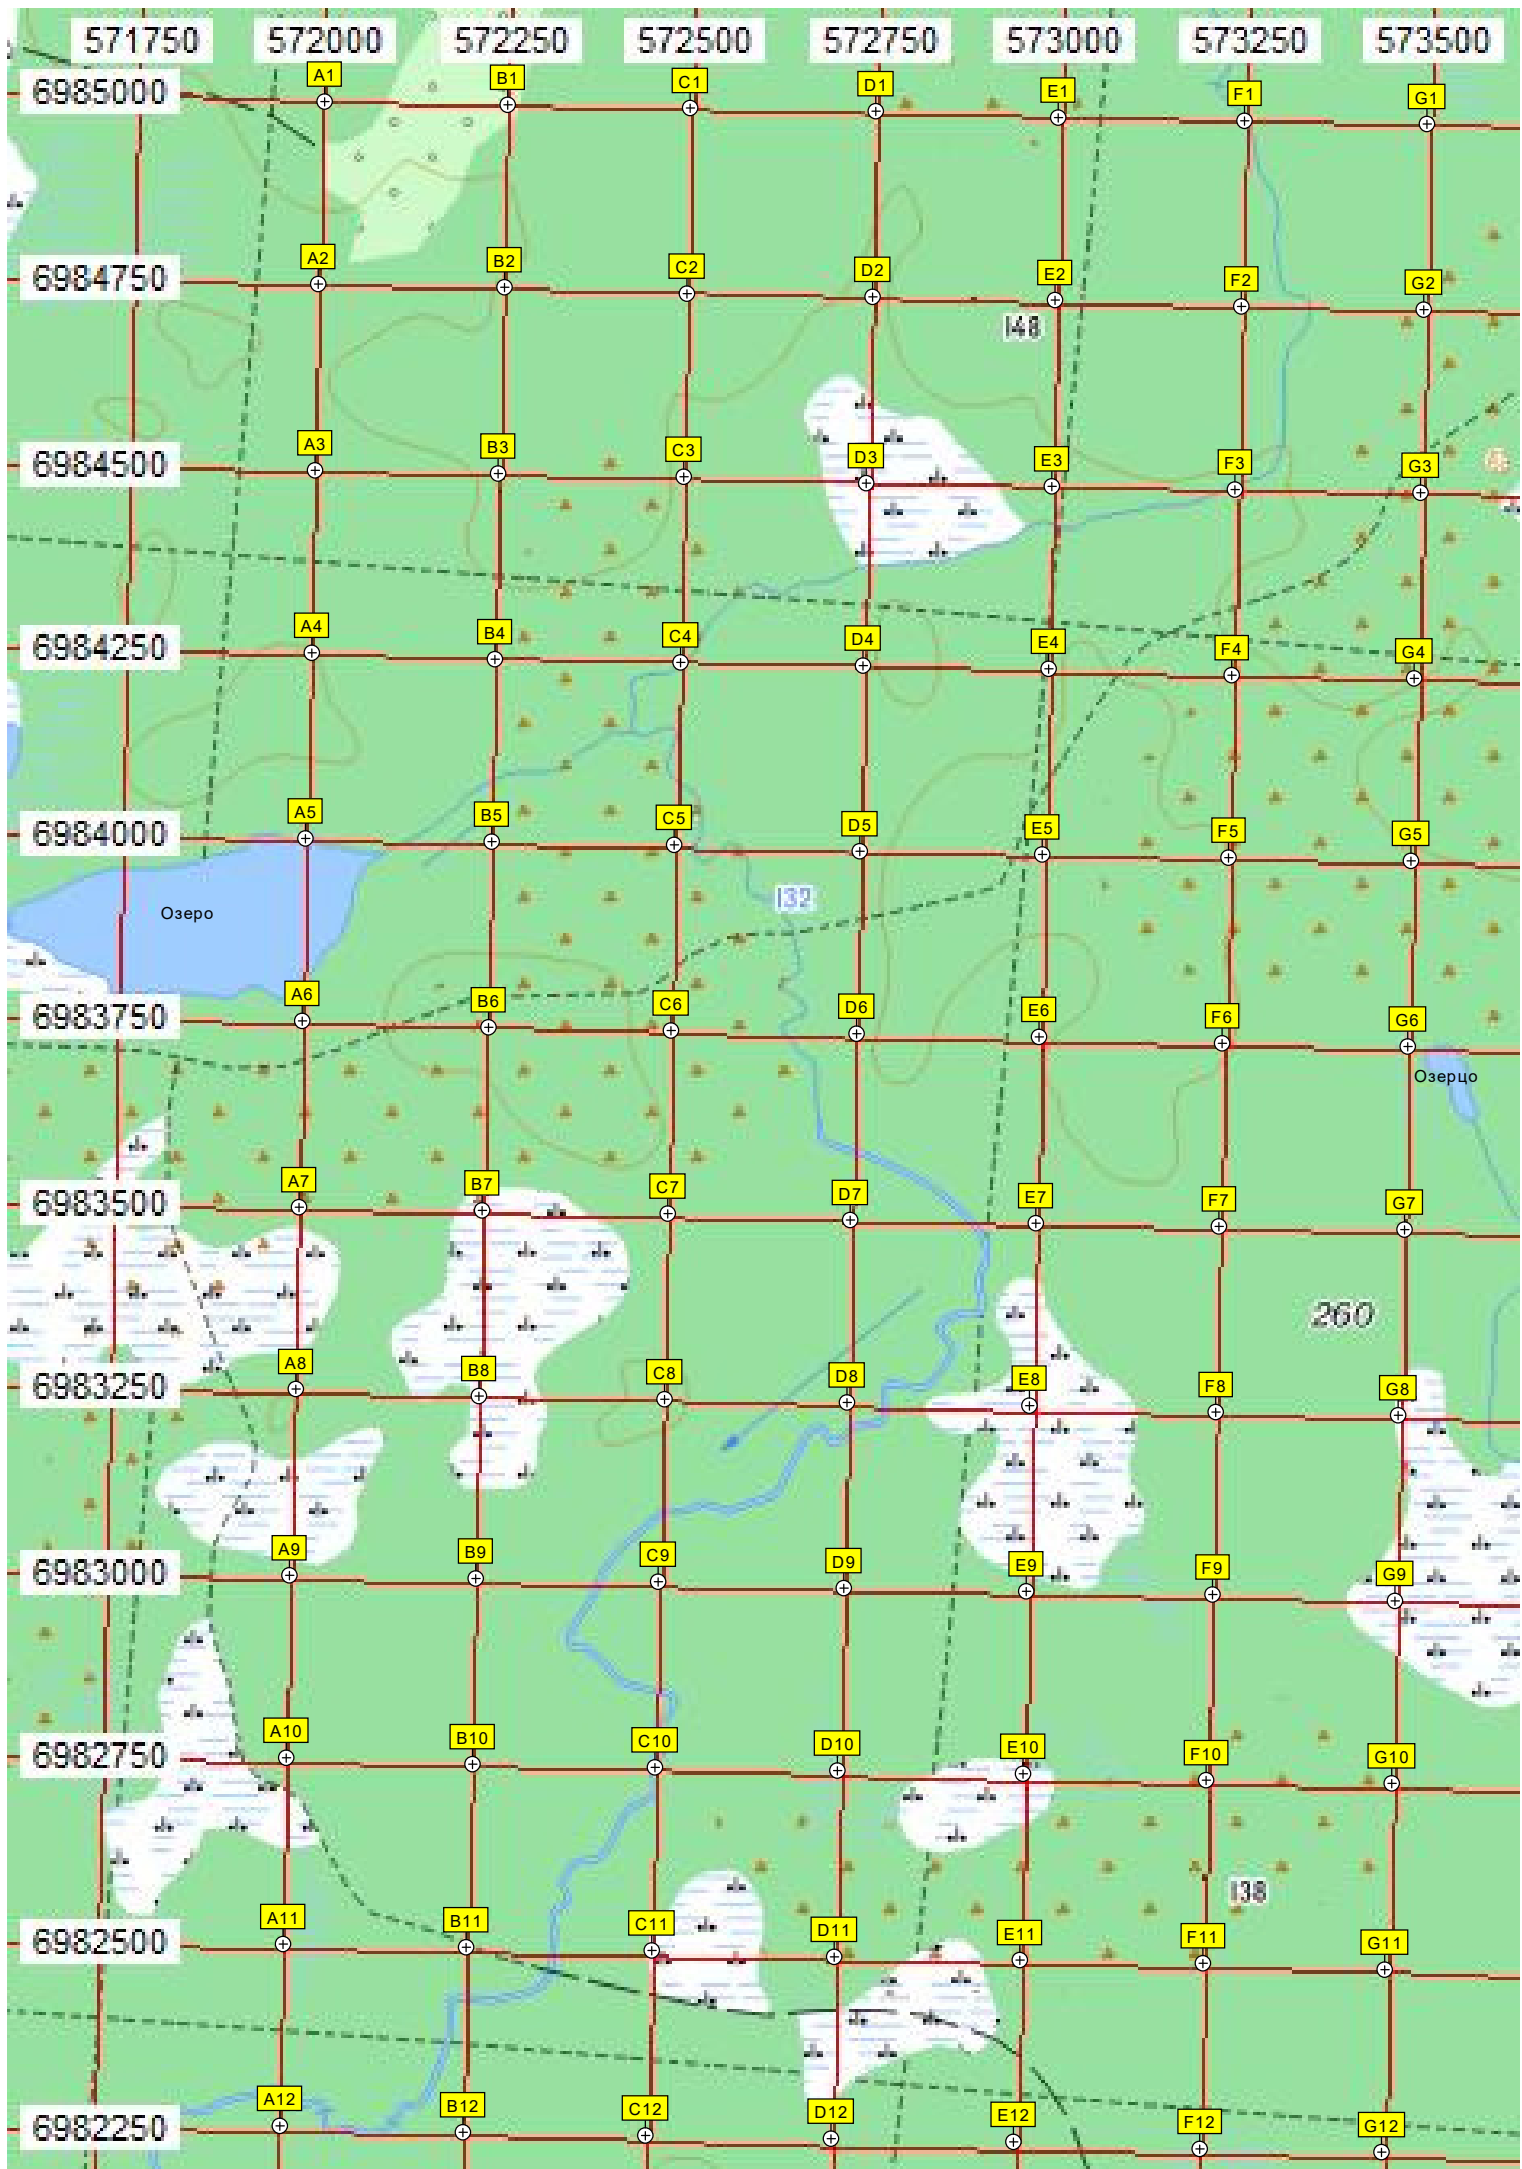 571750 572000 572250 572500 572750 573000 573250 573500
6985000 A1 B1 C1 D1 E1 F1 G1
6984750 A2 B2 C2 D2 E2 F2 G2
148
6984500 A3 B3 C3 D3 E3 F3 G3
6984250 A4 B4 C4 D4 E4 F4 G4
6984000 A5 B5 C5 D5 E5 F5 G5
Озеро 132
6983750 A6 B6 C6 D6 E6 F6 G6
Озерцо
6983500 A7 B7 C7 D7 E7 F7 G7
260
6983250 A8 B8 C8 D8 E8 F8 G8
6983000 A9 B9 C9 D9 E9 F9 G9
6982750 A10 B10 C10 D10 E10 F10 G10
138
6982500 A11 B11 C11 D11 E11 F11 G11
6982250 A12 B12 C12 D12 E12 F12 G12